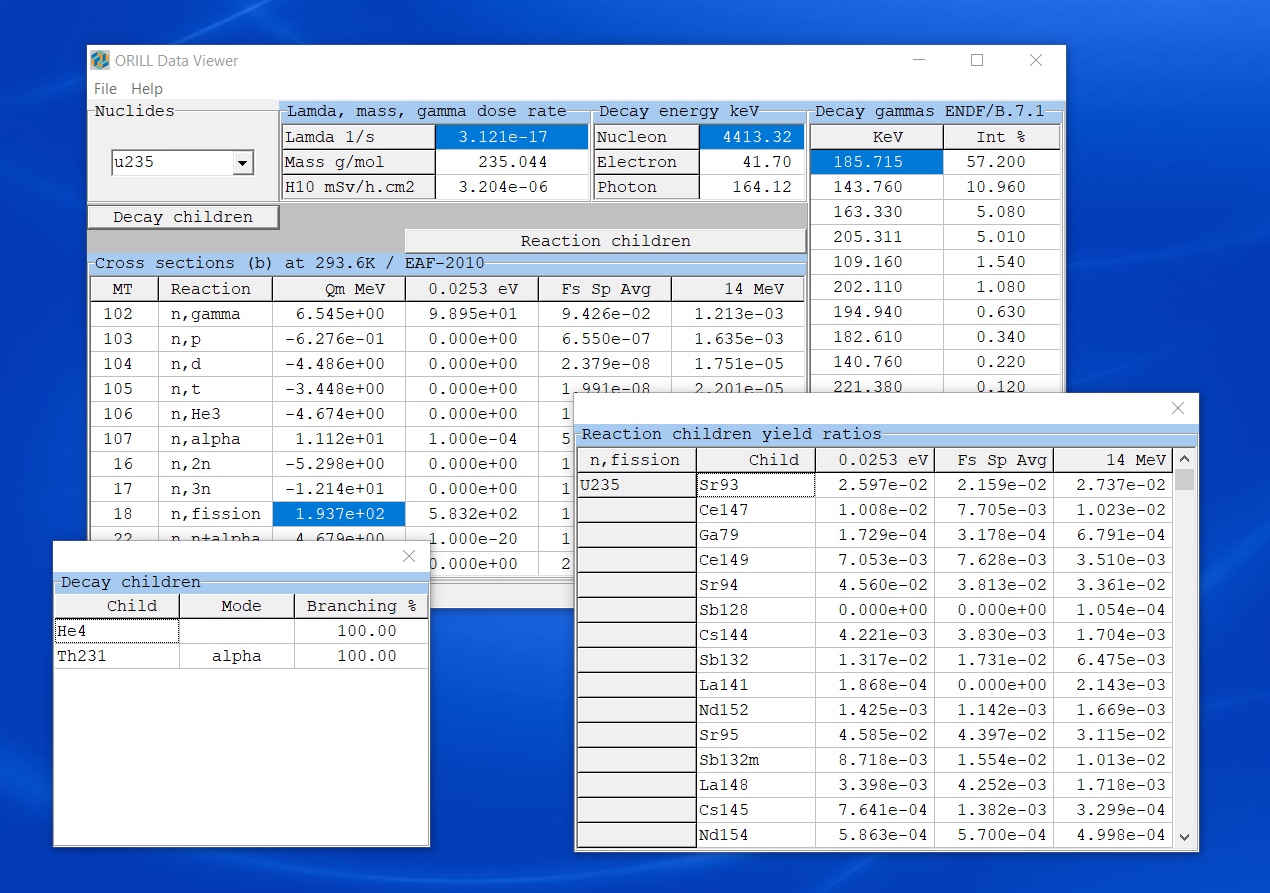 ORILL Data Viewer
File Help
Nuclides
u235
Decay children
Lamda, mass, gamma dose rate
Lamda 1/s 3.121e-17
Mass g/mol 235.044
H10 mSv/h.cm2 3.204e-06
Decay energy keV
Nucleon 4413.32
Electron 41.70
Photon 164.12
Decay gammas ENDF/B.7.1
KeV Int %
185.715 57.200
143.760 10.960
163.330 5.080
205.311 5.010
109.160 1.540
202.110 1.080
194.940 0.630
182.610 0.340
140.760 0.220
221.380 0.120
Reaction children
Cross sections (b) at 293.6K / EAF-2010
MT Reaction Qm MeV 0.0253 eV Fs Sp Avg 14 MeV
102 n,gamma 6.545e+00 9.895e+01 9.426e-02 1.213e-03
103 n,p -6.276e-01 0.000e+00 6.550e-07 1.635e-03
104 n,d -4.486e+00 0.000e+00 2.379e-08 1.751e-05
105 n,t -3.448e+00 0.000e+00 1.991e-08 2.201e-05
106 n,He3 -4.674e+00 0.000e+00 1
107 n,alpha 1.112e+01 1.000e-04 5
16 n,2n -5.298e+00 0.000e+00 1
17 n,3n -1.214e+01 0.000e+00 1
18 n,fission 1.937e+02 5.832e+02 1
22 n,n+alpha 4.679e+00 1.000e-20 1
0.000e+00 2
Decay children
Child Mode Branching %
He4 100.00
Th231 alpha 100.00
Reaction children yield ratios
n,fission Child 0.0253 eV Fs Sp Avg 14 MeV
U235 Sr93 2.597e-02 2.159e-02 2.737e-02
Ce147 1.008e-02 7.705e-03 1.023e-02
Ga79 1.729e-04 3.178e-04 6.791e-04
Ce149 7.053e-03 7.628e-03 3.510e-03
Sr94 4.560e-02 3.813e-02 3.361e-02
Sb128 0.000e+00 0.000e+00 1.054e-04
Cs144 4.221e-03 3.830e-03 1.704e-03
Sb132 1.317e-02 1.731e-02 6.475e-03
La141 1.868e-04 0.000e+00 2.143e-03
Nd152 1.425e-03 1.142e-03 1.669e-03
Sr95 4.585e-02 4.397e-02 3.115e-02
Sb132m 8.718e-03 1.554e-02 1.013e-02
La148 3.398e-03 4.252e-03 1.718e-03
Cs145 7.641e-04 1.382e-03 3.299e-04
Nd154 5.863e-04 5.700e-04 4.998e-04